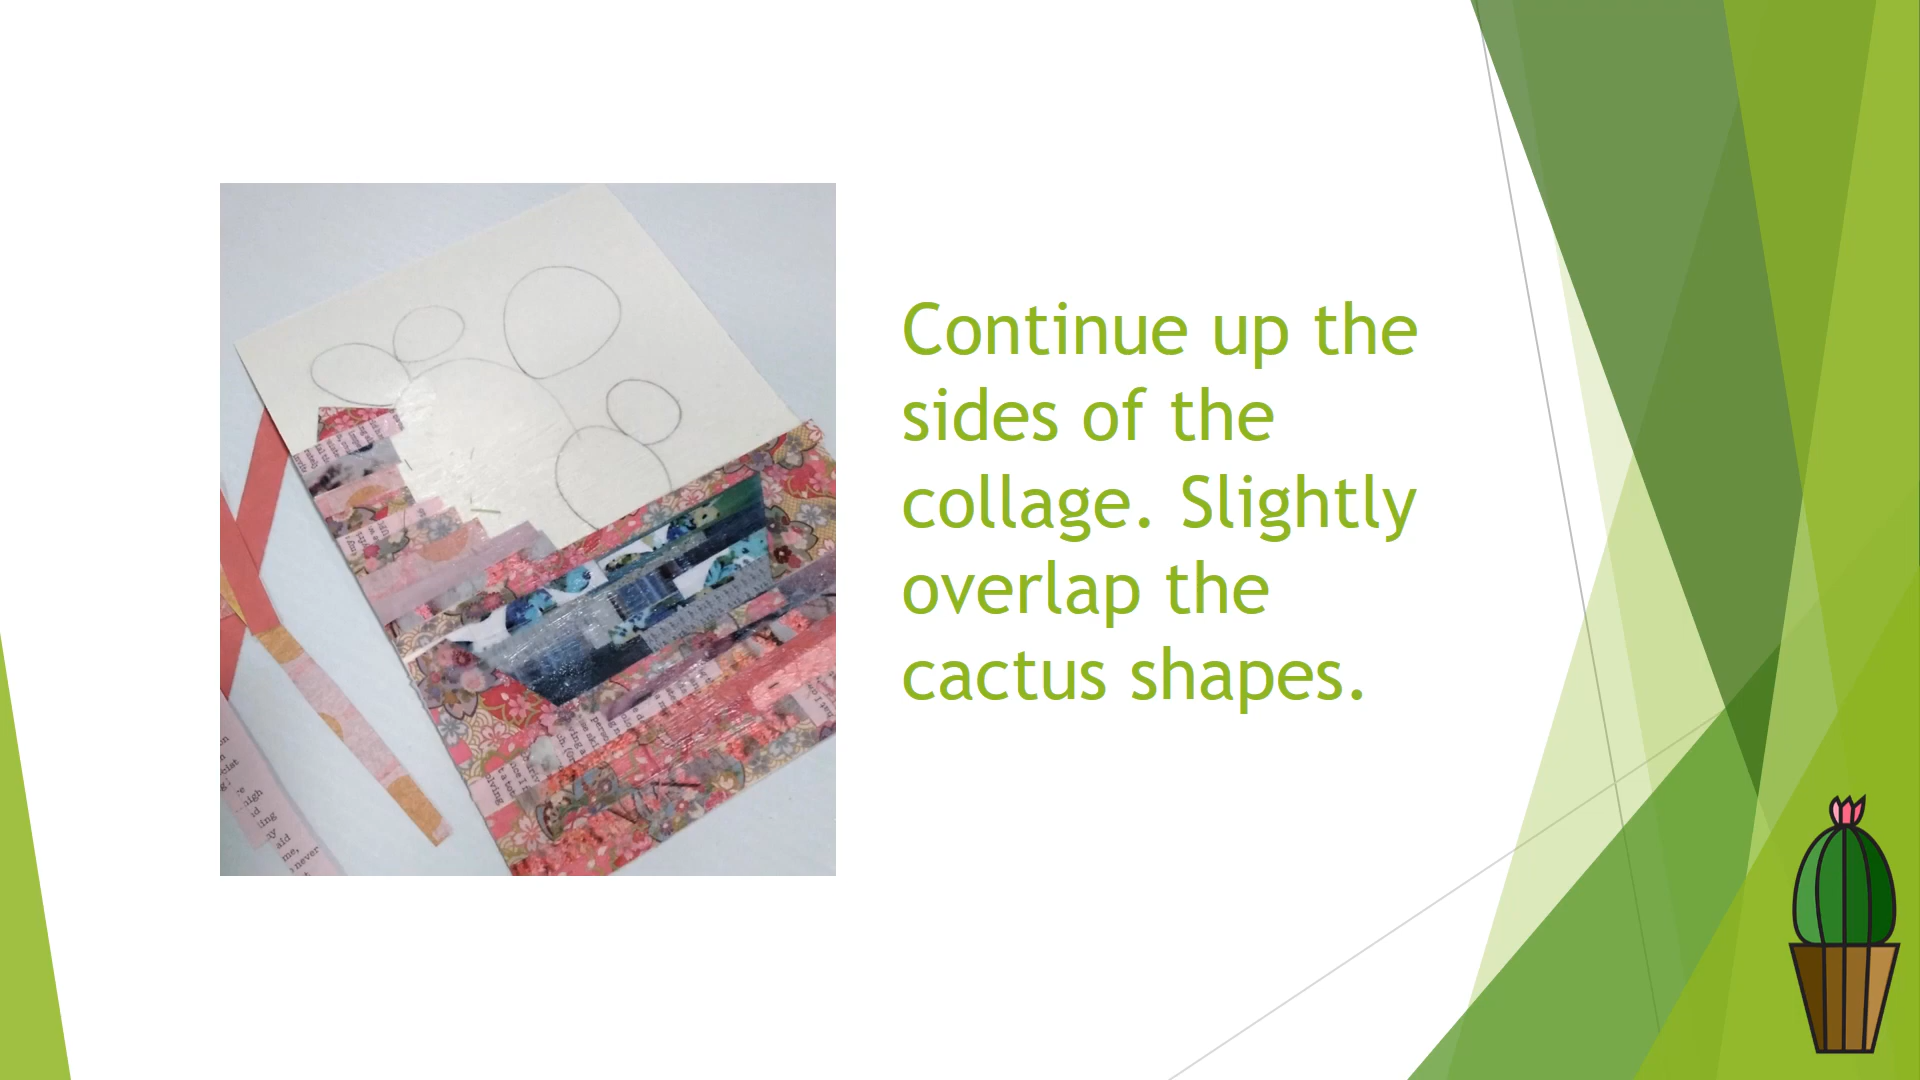 Continue up the
sides of the
collage. Slightly
overlap the
cactus shapes.